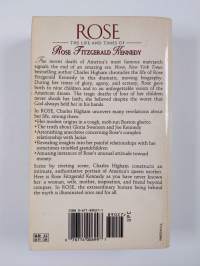 ROSE
THE LIFE AND TIMES OF
ROSE FITZGERALD KENNEDY
The recent death of America's most famous matriarch
signals the end of an amazing era. Rose, New York Times
bestselling author Charles Higham chronicles the life of Rose
Fitzgerald Kennedy in this dramatic, moving biography.
During her times of glory, agony, and ecstasy, Rose gave
birth to nine children and to an unforgettable vision of the
American dream. The tragic deaths of four of her children
never shook her faith, she believed despite the worst that
God always held her in his hands.
In ROSE, Charles Higham uncovers many revelations about
her life, among them:
• Her modest origins in a tough, mob-run Boston ghetto
• The truth about Gloria Swanson and Joe Kennedy
• Astonishing anecdotes concerning Rose's complex
relationship with Jackie
• Revealing insights into her painful relationships with her
sometimes troubled grandchildren
• Amazing instances of Rose's unusual attitude toward
money
Scene by riveting scene, Charles Higham constructs an
intimate, authoritative portrait of America's queen mother.
Here is Rose Fitzgerald Kennedy as you have never known
her: a woman, wife, mother, inspiration, and friend beyond
compare. In ROSE, the extraordinary human being behind
the myth is illuminated once and for all.